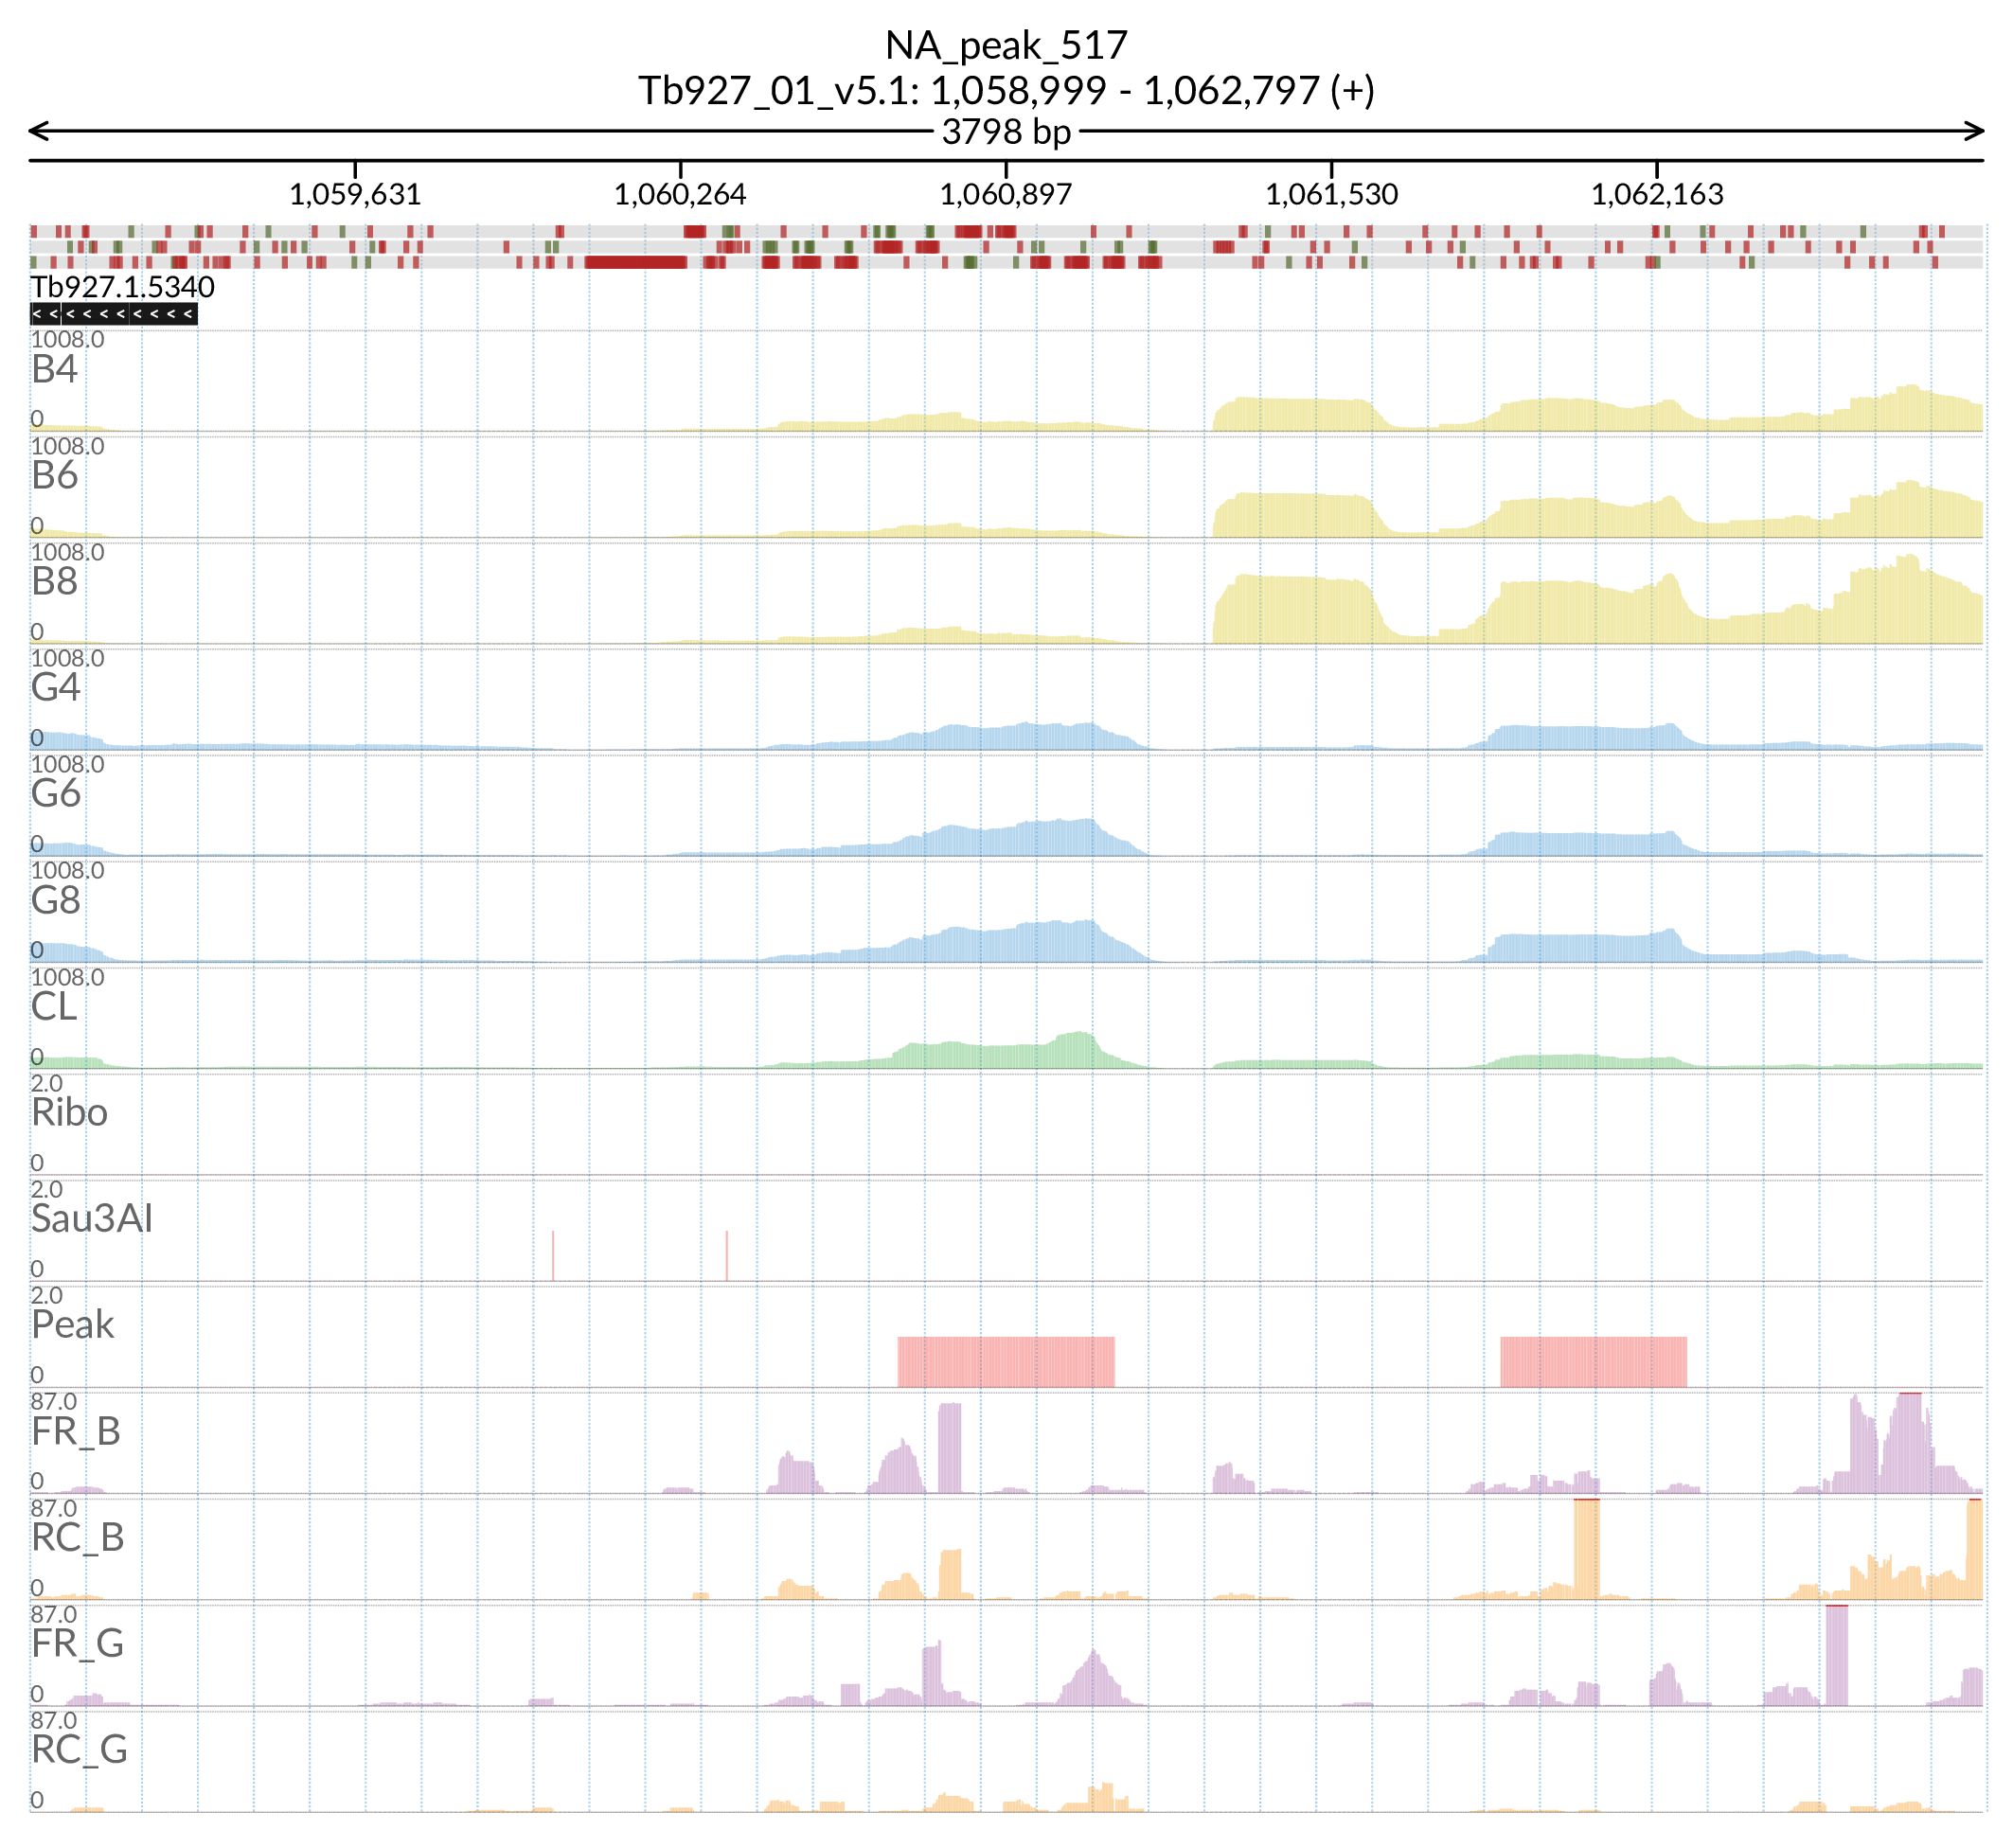 NA_peak_517
Tb927_01_v5.1: 1,058,999 - 1,062,797 (+)
3798 bp
1,059,631 1,060,264 1,060,897 1,061,530 1,062,163
Tb927.1.5340
< < < < < < < < < <
1008.0
B4
0
1008.0
B6
0
1008.0
B8
0
1008.0
G4
0
1008.0
G6
0
1008.0
G8
0
1008.0
CL
0
2.0
Ribo
0
2.0
Sau3AI
0
2.0
Peak
0
87.0
FR_B
0
87.0
RC_B
0
87.0
FR_G
0
87.0
RC_G
0